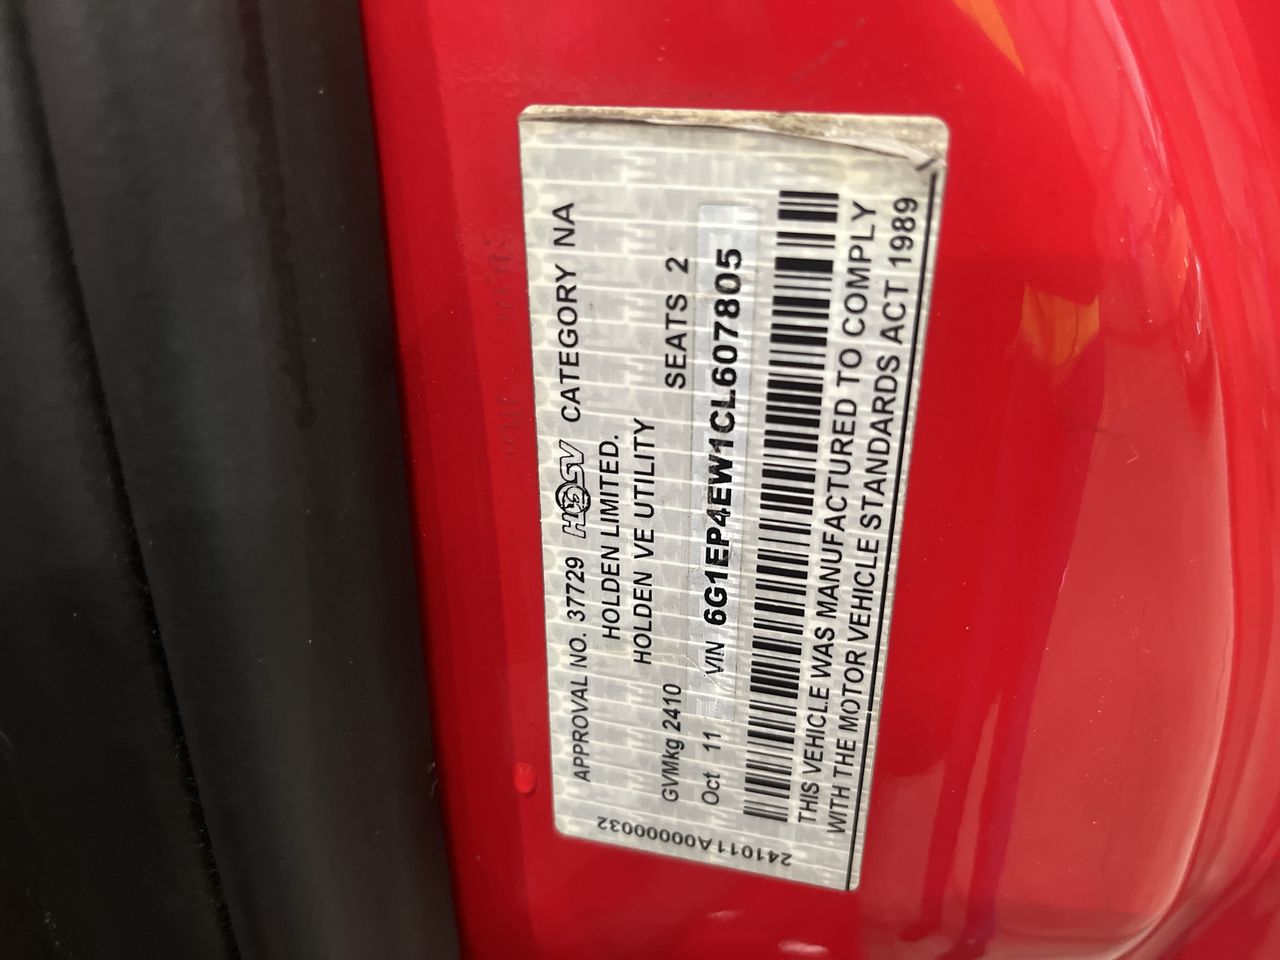 APPROVAL NO. 37729 HSV CATEGORY NA
HOLDEN LIMITED.
HOLDEN VE UTILITY
GVMkg 2410 SEATS 2
Oct 11 VIN 6G1EP4EW1CL607805
THIS VEHICLE WAS MANUFACTURED TO COMPLY
WITH THE MOTOR VEHICLE STANDARDS ACT 1989
241011A00000032